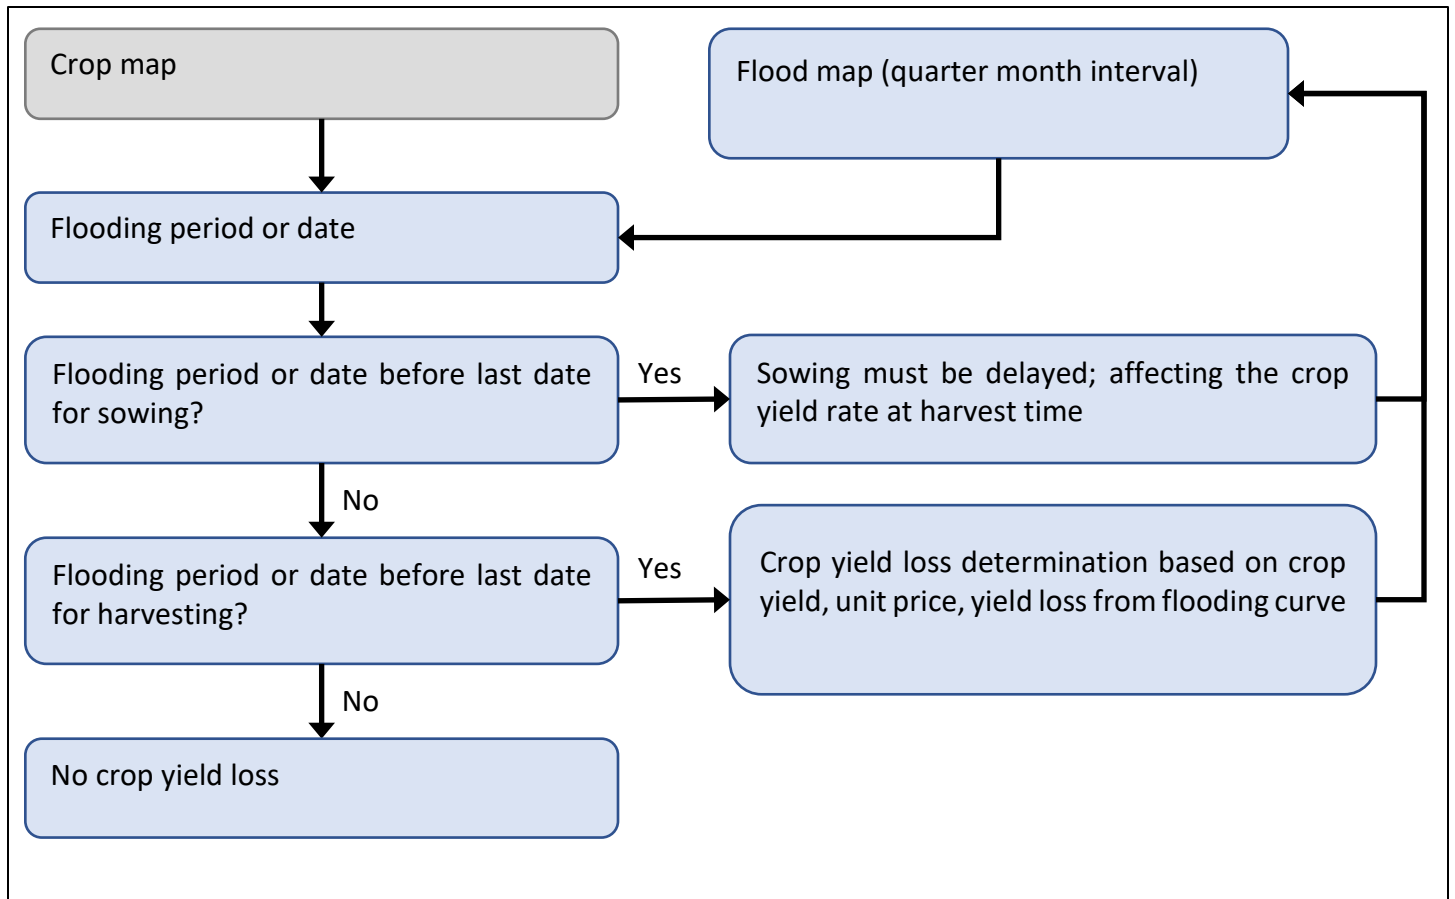 Crop map
Flood map (quarter month interval)
Flooding period or date
Flooding period or date before last date
for sowing?
Yes
Sowing must be delayed; affecting the crop
yield rate at harvest time
No
Flooding period or date before last date
for harvesting?
Yes
Crop yield loss determination based on crop
yield, unit price, yield loss from flooding curve
No
No crop yield loss